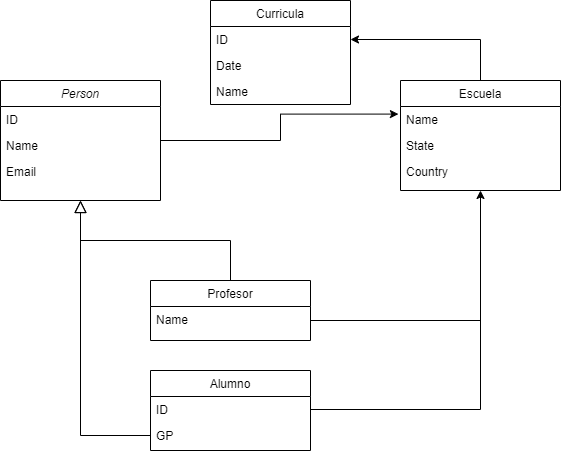 Curricula
ID
Date
Name
Person
ID
Name
Email
Escuela
Name
State
Country
Profesor
Name
Alumno
ID
GP